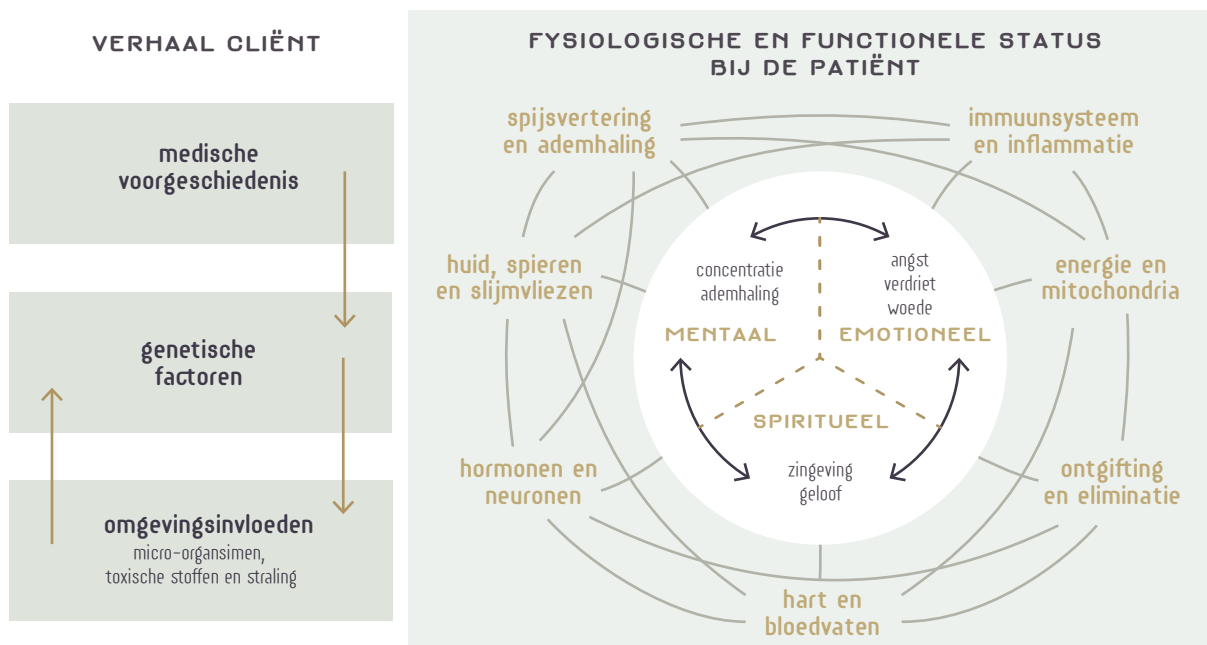 VERHAAL CLIËNT
medische
voorgeschiedenis
genetische
factoren
omgevingsinvloeden
micro-organsimen,
toxische stoffen en straling
FYSIOLOGISCHE EN FUNCTIONELE STATUS
BIJ DE PATIËNT
spijsvertering
en ademhaling
immuunsysteem
en inflammatie
huid, spieren
en slijmvliezen
energie en
mitochondria
concentratie
ademhaling
MENTAAL
angst
verdriet
woede
EMOTIONEEL
SPIRITUEEL
zingeving
geloof
hormonen en
neuronen
ontgifting
en eliminatie
hart en
bloedvaten